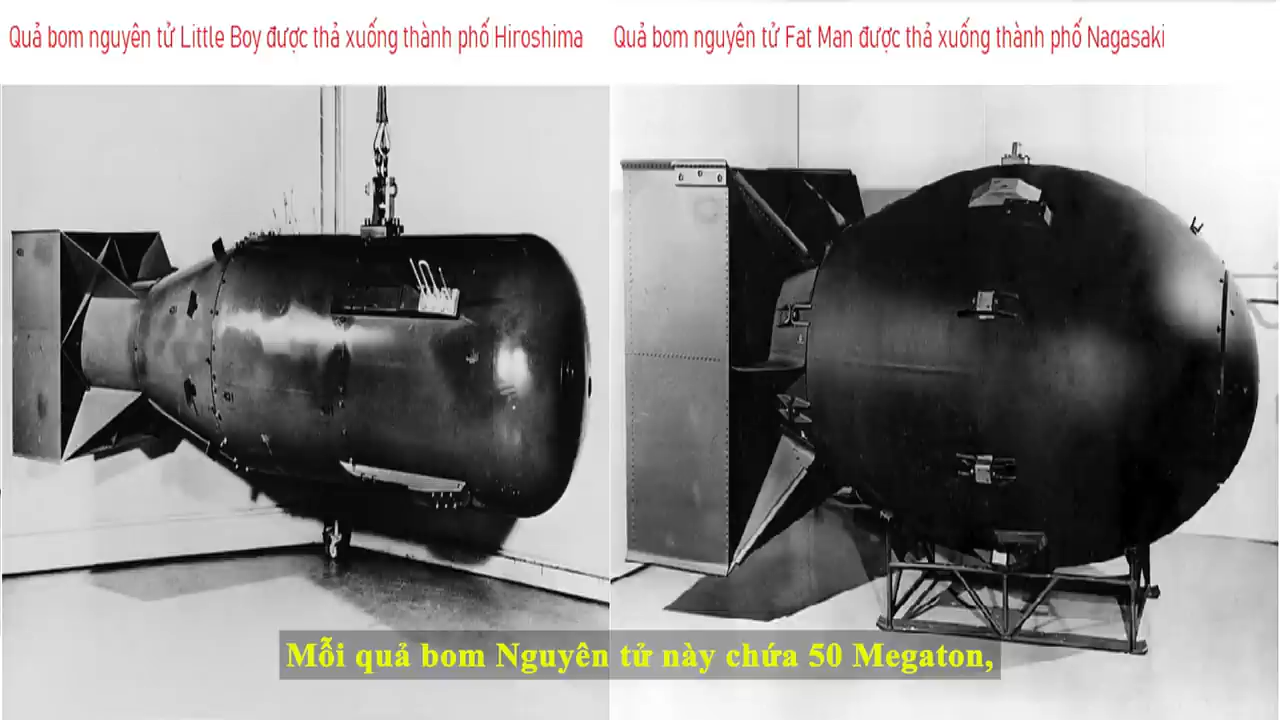 Quả bom nguyên tử Little Boy được thả xuống thành phố Hiroshima
Quả bom nguyên tử Fat Man được thả xuống thành phố Nagasaki
Mỗi quả bom Nguyên tử này chứa 50 Megaton,